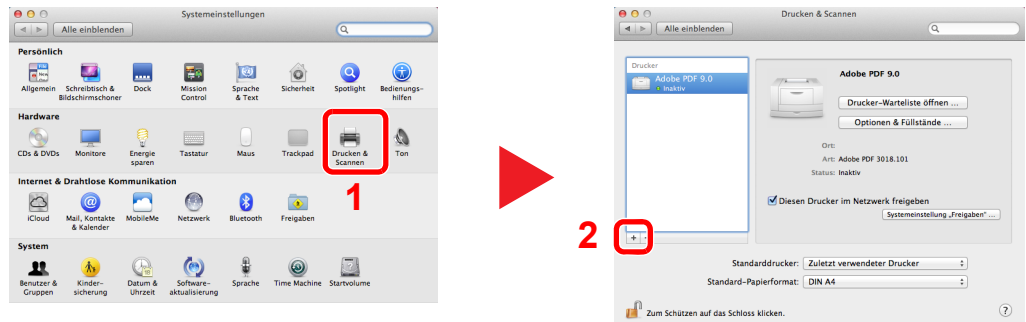 Systemeinstellungen
Alle einblenden
Persönlich
Allgemein
Schreibtisch &
Bildschirmschoner
Dock
Mission
Control
Sprache
& Text
Sicherheit
Spotlight
Bedienungs-
hilfen
Hardware
CDs & DVDs
Monitore
Energie
sparen
Tastatur
Maus
Trackpad
Drucken &
Scannen
Ton
1
Internet & Drahtlose Kommunikation
iCloud
Mail, Kontakte
& Kalender
MobileMe
Netzwerk
Bluetooth
Freigaben
System
Benutzer &
Gruppen
Kinder-
sicherung
Datum &
Uhrzeit
Software-
aktualisierung
Sprache
Time Machine
Startvolume
Drucken & Scannen
Alle einblenden
Drucker
Adobe PDF 9.0
Inaktiv
Adobe PDF 9.0
Drucker-Warteliste öffnen ...
Optionen & Füllstände ...
Ort:
Art: Adobe PDF 3018.101
Status: Inaktiv
Diesen Drucker im Netzwerk freigeben
Systemeinstellung „Freigaben“ ...
2
+ -
Standarddrucker: Zuletzt verwendeter Drucker
Standard-Papierformat: DIN A4
Zum Schützen auf das Schloss klicken.
?